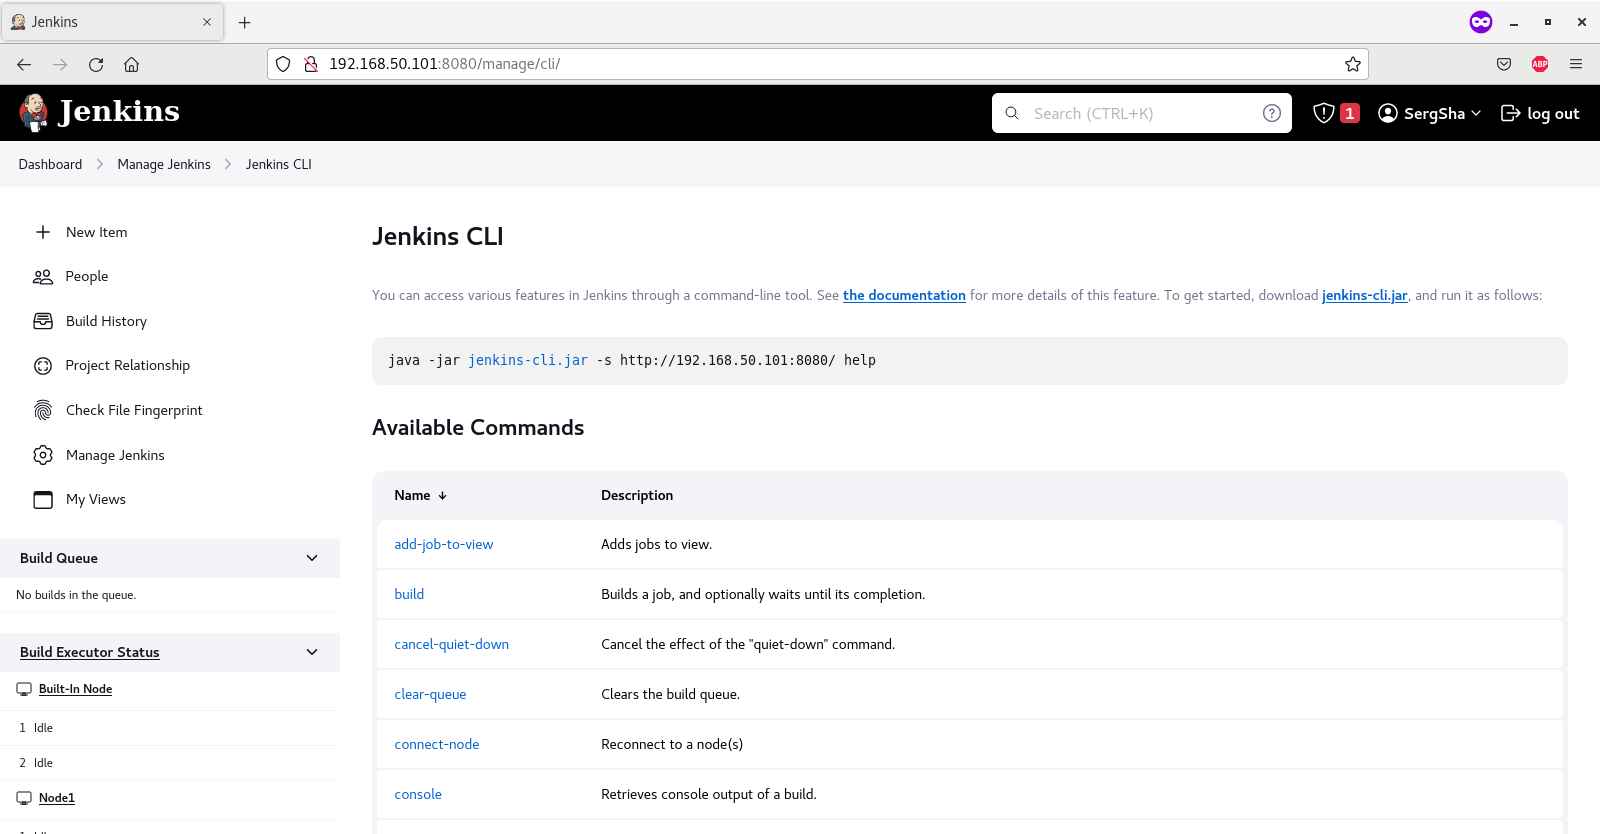 Jenkins
192.168.50.101:8080/manage/cli/
ABP
Jenkins
Search (CTRL+K)
1
SergSha
log out
Dashboard
Manage Jenkins
Jenkins CLI
New Item
People
Build History
Project Relationship
Check File Fingerprint
Manage Jenkins
My Views
Build Queue
No builds in the queue.
Build Executor Status
Built-In Node
1 Idle
2 Idle
Node1
Jenkins CLI
You can access various features in Jenkins through a command-line tool. See the documentation for more details of this feature. To get started, download jenkins-cli.jar, and run it as follows:
java -jar jenkins-cli.jar -s http://192.168.50.101:8080/ help
Available Commands
Name ↓ Description
add-job-to-view Adds jobs to view.
build Builds a job, and optionally waits until its completion.
cancel-quiet-down Cancel the effect of the "quiet-down" command.
clear-queue Clears the build queue.
connect-node Reconnect to a node(s)
console Retrieves console output of a build.